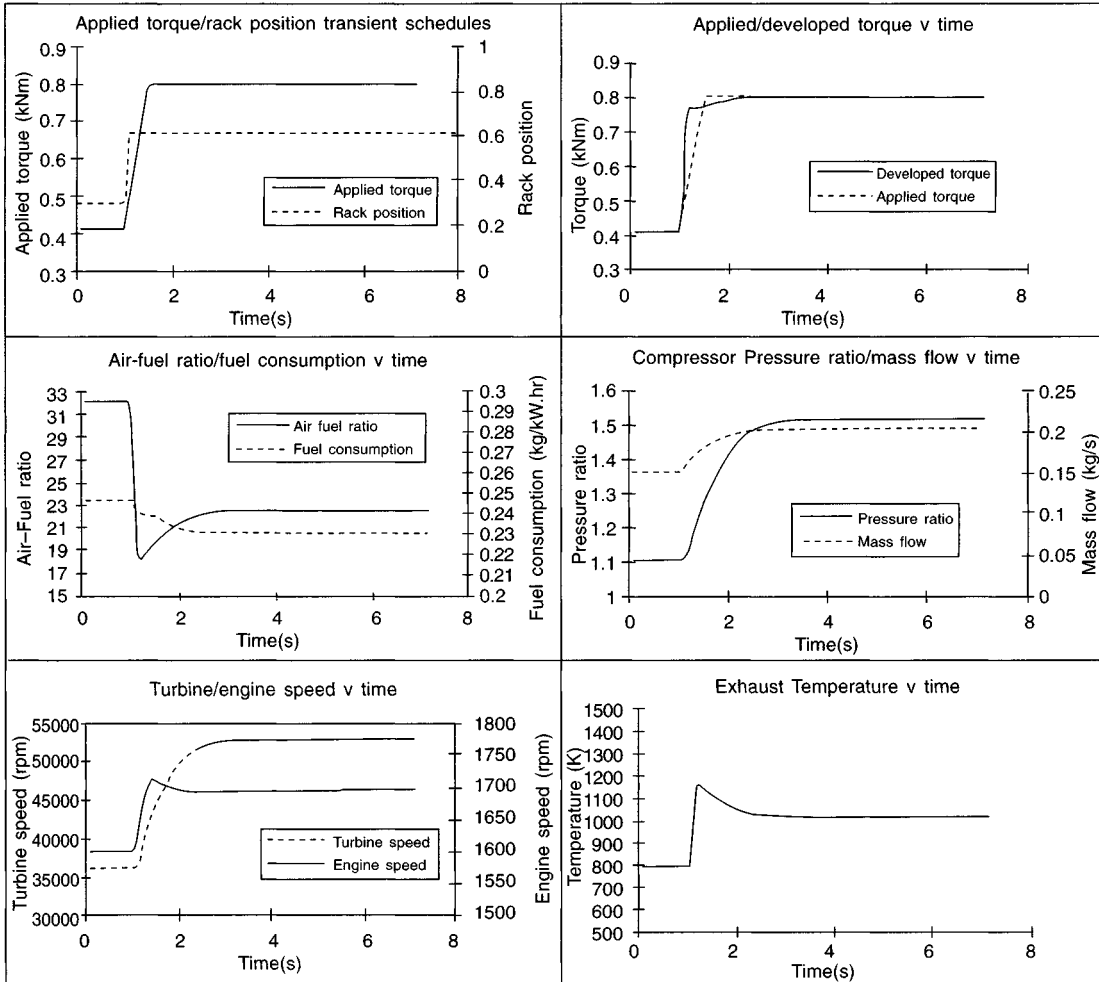 Applied torque/rack position transient schedules
Applied torque (kNm)
0.9
0.8
0.7
0.6
0.5
0.4
0.3
1
0.8
0.6
0.4
0.2
0
Rack position
Applied torque
Rack position
0 2 4 6 8
Time(s)
Applied/developed torque v time
Torque (kNm)
0.9
0.8
0.7
0.6
0.5
0.4
0.3
Developed torque
Applied torque
0 2 4 6 8
Time(s)
Air-fuel ratio/fuel consumption v time
Air–Fuel ratio
33
31
29
27
25
23
21
19
17
15
0.3
0.29
0.28
0.27
0.26
0.25
0.24
0.23
0.22
0.21
0.2
Fuel consumption (kg/kW.hr)
Air fuel ratio
Fuel consumption
0 2 4 6 8
Time(s)
Compressor Pressure ratio/mass flow v time
Pressure ratio
1.6
1.5
1.4
1.3
1.2
1.1
1
0.25
0.2
0.15
0.1
0.05
0
Mass flow (kg/s)
Pressure ratio
Mass flow
0 2 4 6 8
Time(s)
Turbine/engine speed v time
Turbine speed (rpm)
55000
50000
45000
40000
35000
30000
1800
1750
1700
1650
1600
1550
1500
Engine speed (rpm)
Turbine speed
Engine speed
0 2 4 6 8
Time(s)
Exhaust Temperature v time
Temperature (K)
1500
1400
1300
1200
1100
1000
900
800
700
600
500
0 2 4 6 8
Time(s)